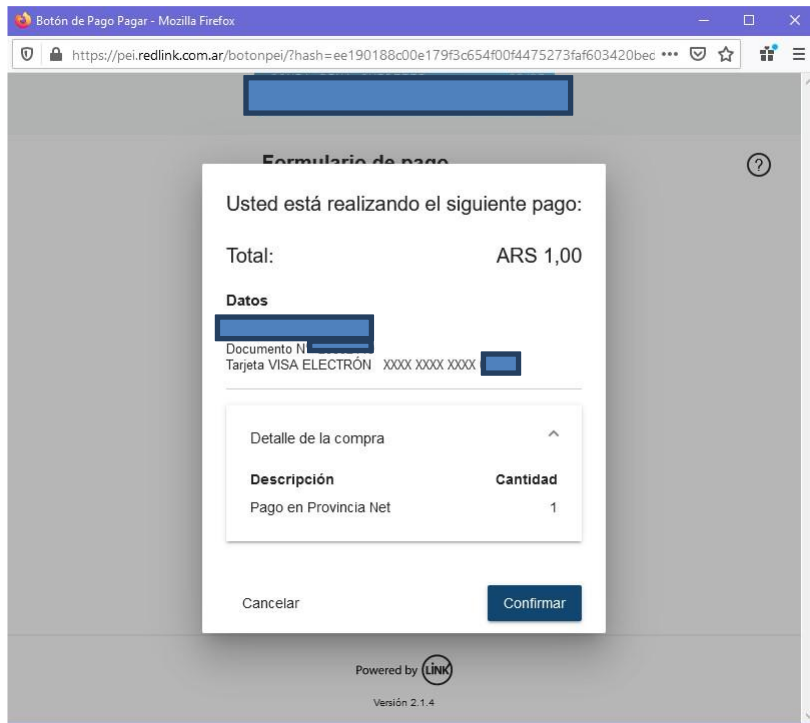 Botón de Pago Pagar - Mozilla Firefox
https://pei.redlink.com.ar/botonpei/?hash=ee190188c00e179f3c654f00f4475273faf603420bec
Formulario de pago
?
Usted está realizando el siguiente pago:
Total: ARS 1,00
Datos
Documento N
Tarjeta VISA ELECTRÓN XXXX XXXX XXXX
Detalle de la compra
Descripción Cantidad
Pago en Provincia Net 1
Cancelar Confirmar
Powered by LINK
Versión 2.1.4